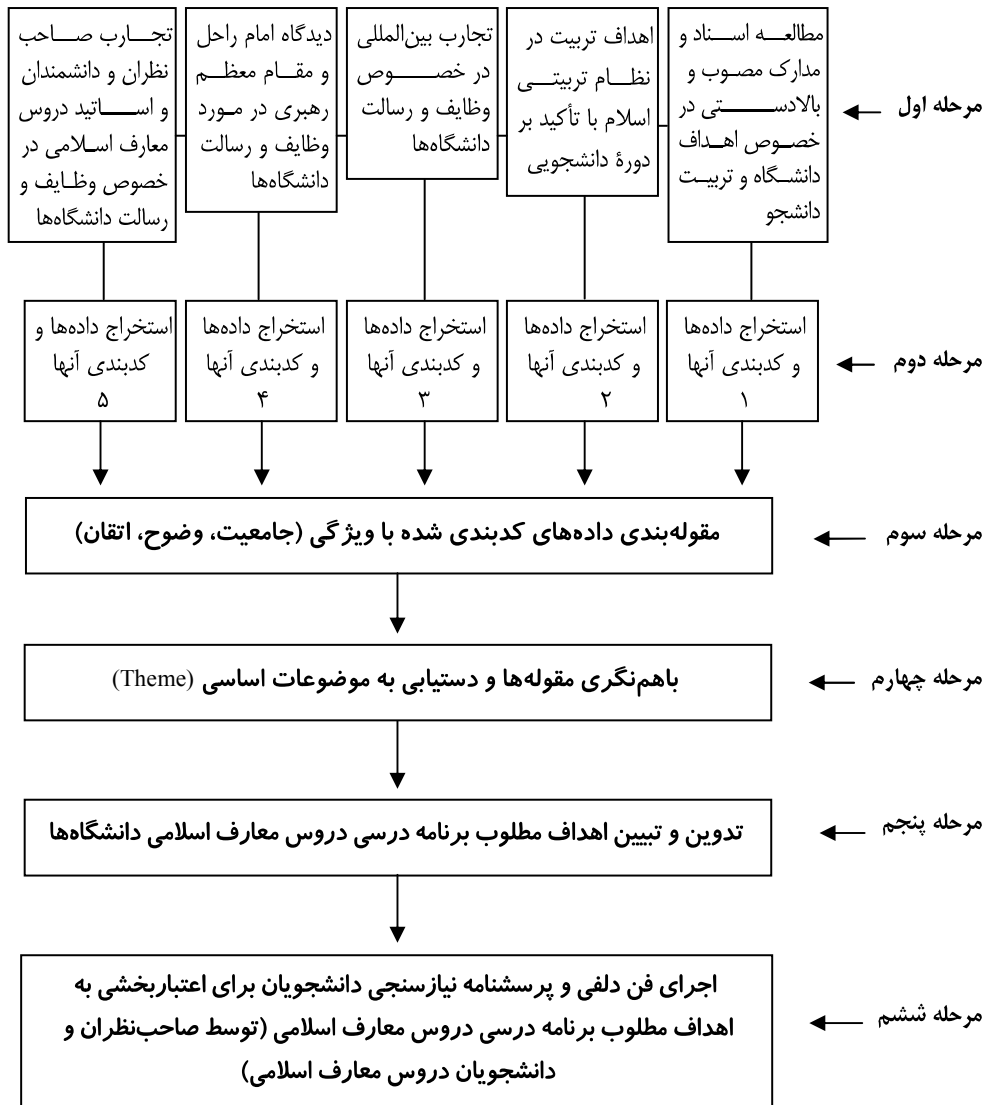 مرحله اول
مطالعه اسناد و
مدارک مصوب و
بالادستی در
خصوص اهداف
دانشگاه و تربیت
دانشجو
اهداف تربیت در
نظام تربیتی
اسلام با تأکید بر
دورهٔ دانشجویی
تجارب بین‌المللی
در خصوص
وظایف و رسالت
دانشگاه‌ها
دیدگاه امام راحل
و مقام معظم
رهبری در مورد
وظایف و رسالت
دانشگاه‌ها
تجارب صاحب
نظران و دانشمندان
و اساتید دروس
معارف اسلامی در
خصوص وظایف و
رسالت دانشگاه‌ها
مرحله دوم
استخراج داده‌ها
و کدبندی آنها
۱
استخراج داده‌ها
و کدبندی آنها
۲
استخراج داده‌ها
و کدبندی آنها
۳
استخراج داده‌ها
و کدبندی آنها
۴
استخراج داده‌ها و
کدبندی آنها
۵
مرحله سوم
مقوله‌بندی داده‌های کدبندی شده با ویژگی (جامعیت، وضوح، اتقان)
مرحله چهارم
باهم‌نگری مقوله‌ها و دستیابی به موضوعات اساسی (Theme)
مرحله پنجم
تدوین و تبیین اهداف مطلوب برنامه درسی دروس معارف اسلامی دانشگاه‌ها
مرحله ششم
اجرای فن دلفی و پرسشنامه نیازسنجی دانشجویان برای اعتباربخشی به
اهداف مطلوب برنامه درسی دروس معارف اسلامی (توسط صاحب‌نظران و
دانشجویان دروس معارف اسلامی)